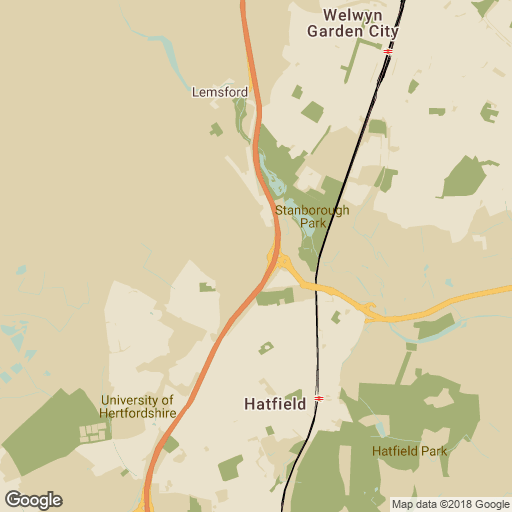 Welwyn
Garden City
Lemsford
Stanborough
Park
University of
Hertfordshire
Hatfield
Hatfield Park
Google
Map data ©2018 Google